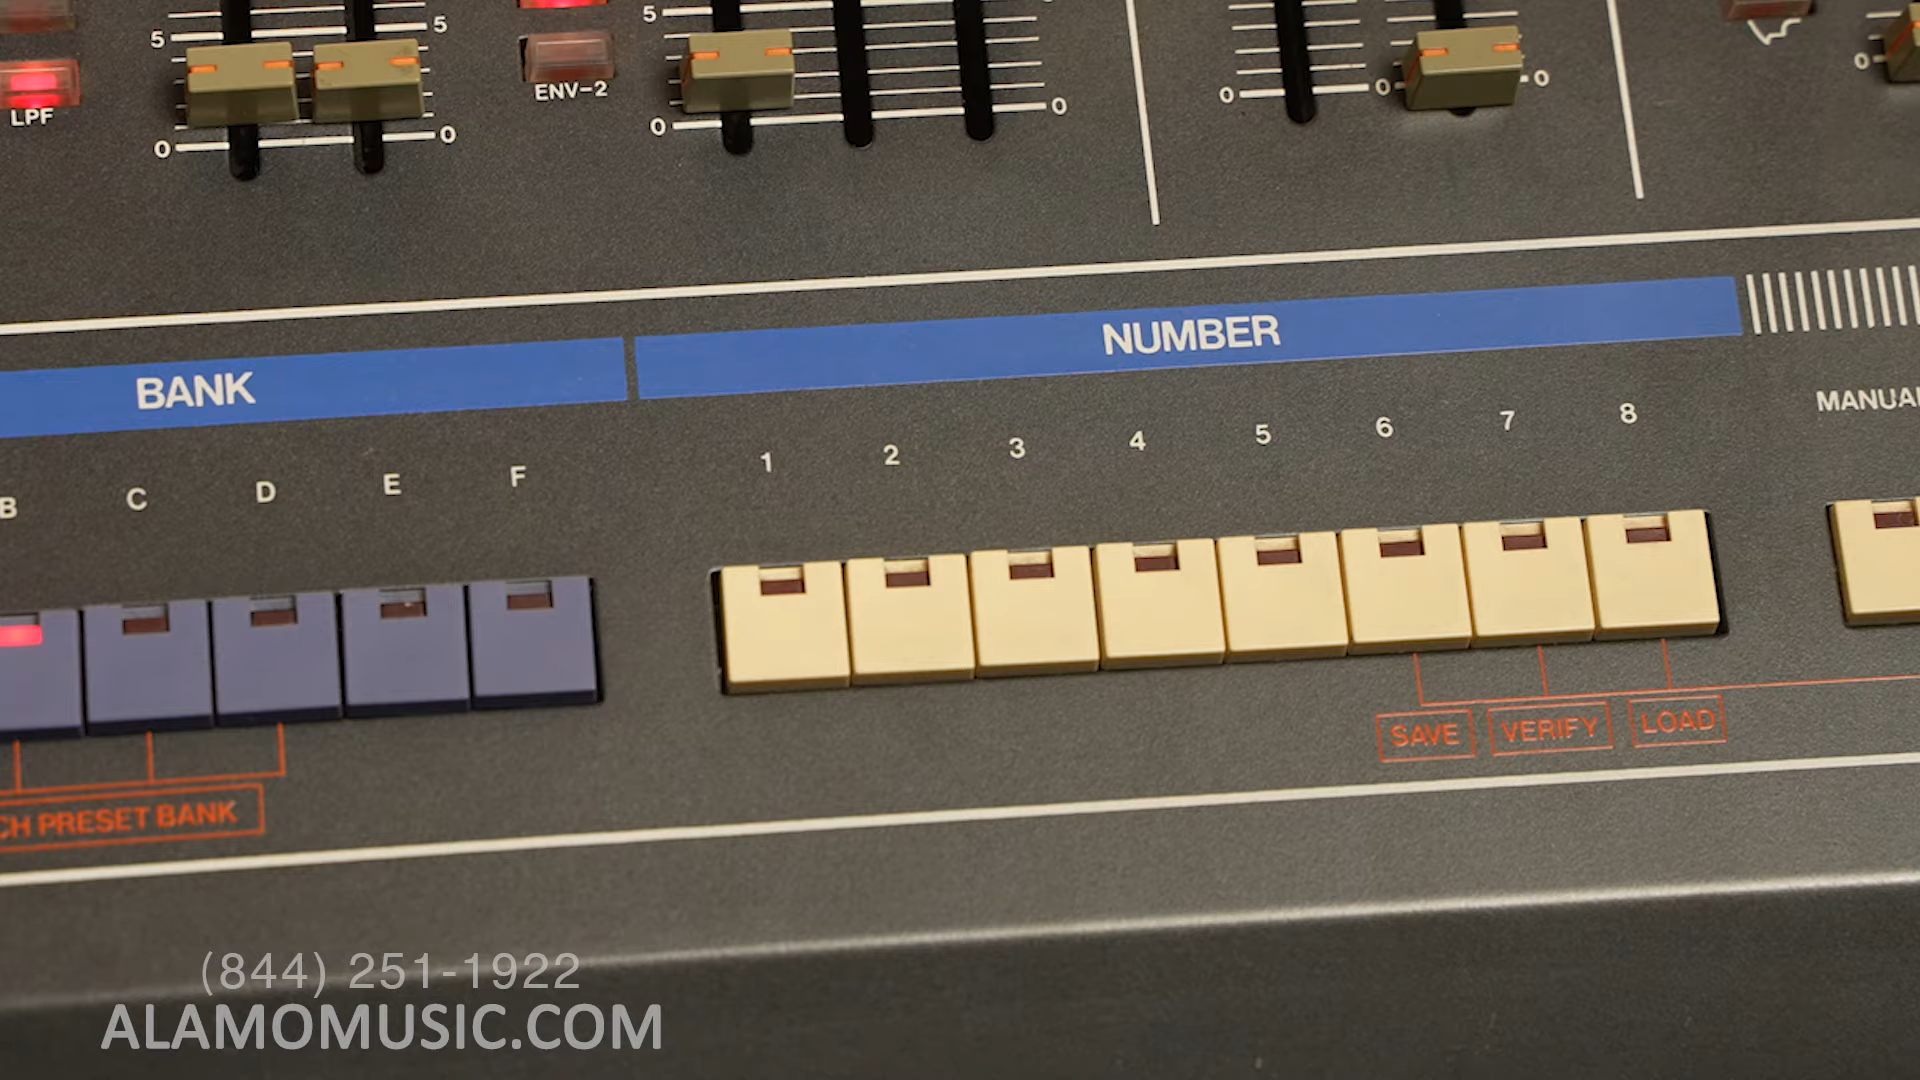 5
5
LPF
0
0
5
ENV-2
0
0
0
0
0
0
BANK
NUMBER
MANUAL
B
C
D
E
F
1
2
3
4
5
6
7
8
SAVE
VERIFY
LOAD
CH PRESET BANK
(844) 251-1922
ALAMOMUSIC.COM